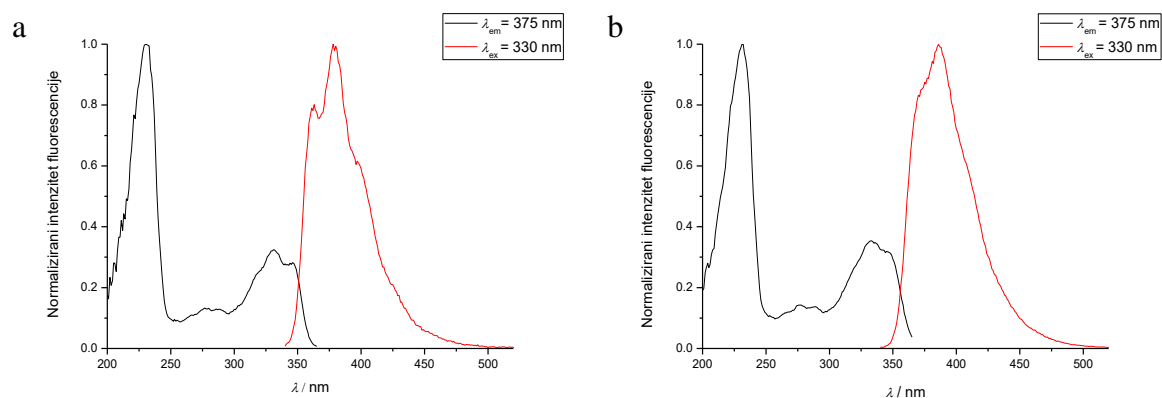 a
λem = 375 nm
λex = 330 nm
Normalizirani intenzitet fluorescencije
1.0
0.8
0.6
0.4
0.2
0.0
200 250 300 350 400 450 500
λ / nm
b
λem = 375 nm
λex = 330 nm
Normalizirani intenzitet fluorescencije
1.0
0.8
0.6
0.4
0.2
0.0
200 250 300 350 400 450 500
λ / nm